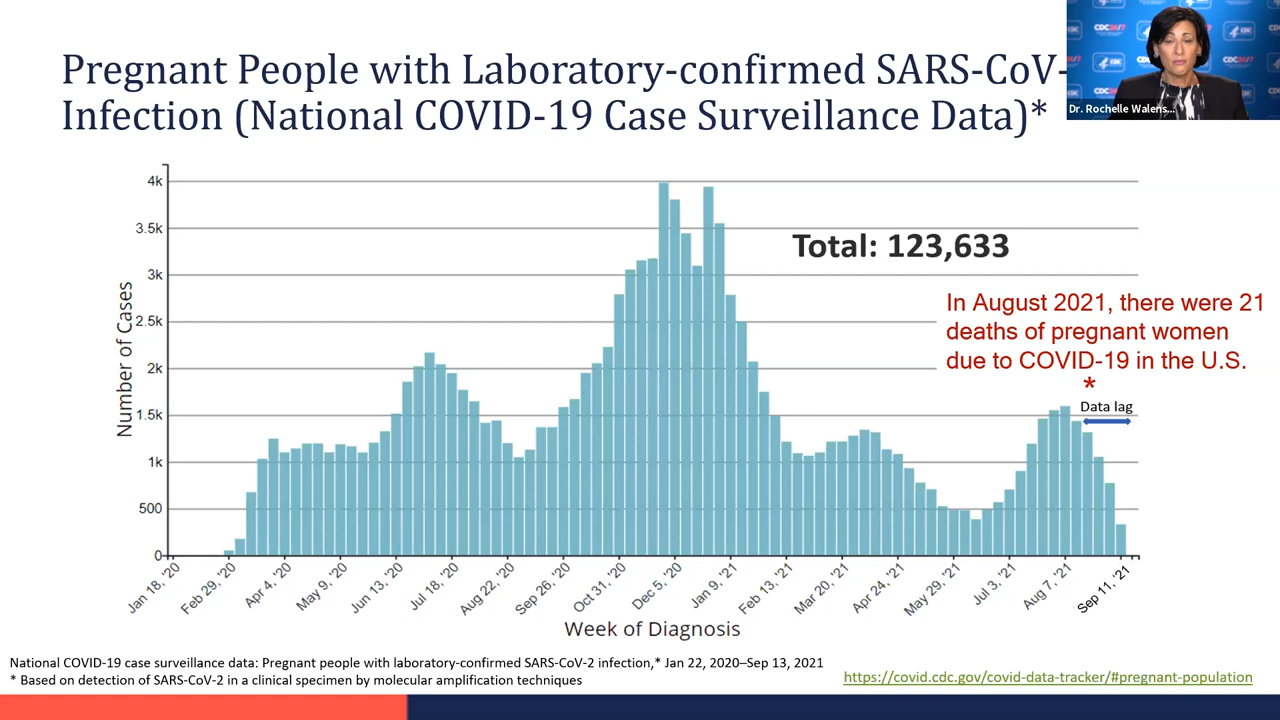 Pregnant People with Laboratory-confirmed SARS-CoV-
Infection (National COVID-19 Case Surveillance Data)*
CDC 24/7
CDC
CDC 24/7
Dr. Rochelle Walens...
4k
3.5k
3k
2.5k
2k
1.5k
1k
500
0
Number of Cases
Total: 123,633
In August 2021, there were 21
deaths of pregnant women
due to COVID-19 in the U.S.
*
Data lag
Jan 18, '20
Feb 29, '20
Apr 4, '20
May 9, '20
Jun 13, '20
Jul 18, '20
Aug 22, '20
Sep 26, '20
Oct 31, '20
Dec 5, '20
Jan 9, '21
Feb 13, '21
Mar 20, '21
Apr 24, '21
May 29, '21
Jul 3, '21
Aug 7, '21
Sep 11, '21
Week of Diagnosis
National COVID-19 case surveillance data: Pregnant people with laboratory-confirmed SARS-CoV-2 infection,* Jan 22, 2020–Sep 13, 2021
* Based on detection of SARS-CoV-2 in a clinical specimen by molecular amplification techniques
https://covid.cdc.gov/covid-data-tracker/#pregnant-population